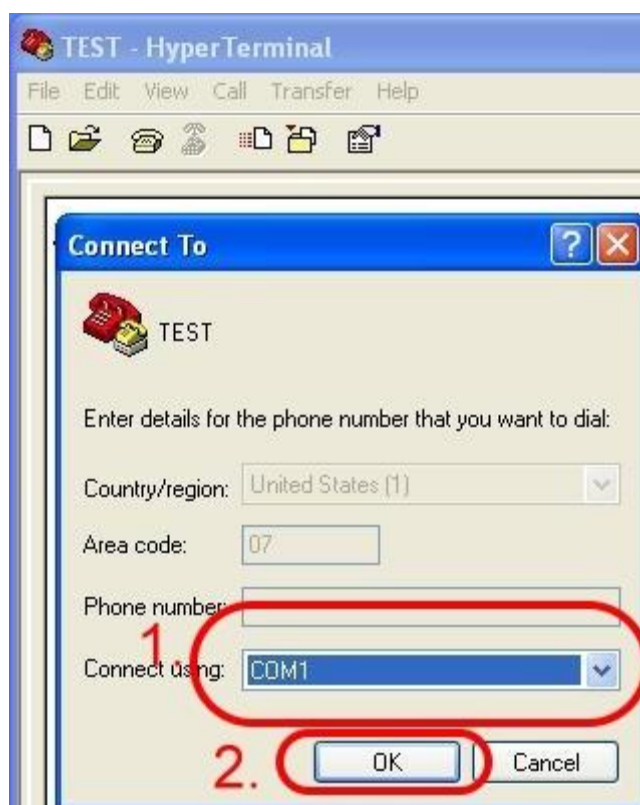 TEST - HyperTerminal
File Edit View Call Transfer Help
Connect To
TEST
Enter details for the phone number that you want to dial:
Country/region: United States (1)
Area code: 07
Phone number:
1.
Connect using: COM1
2. OK Cancel